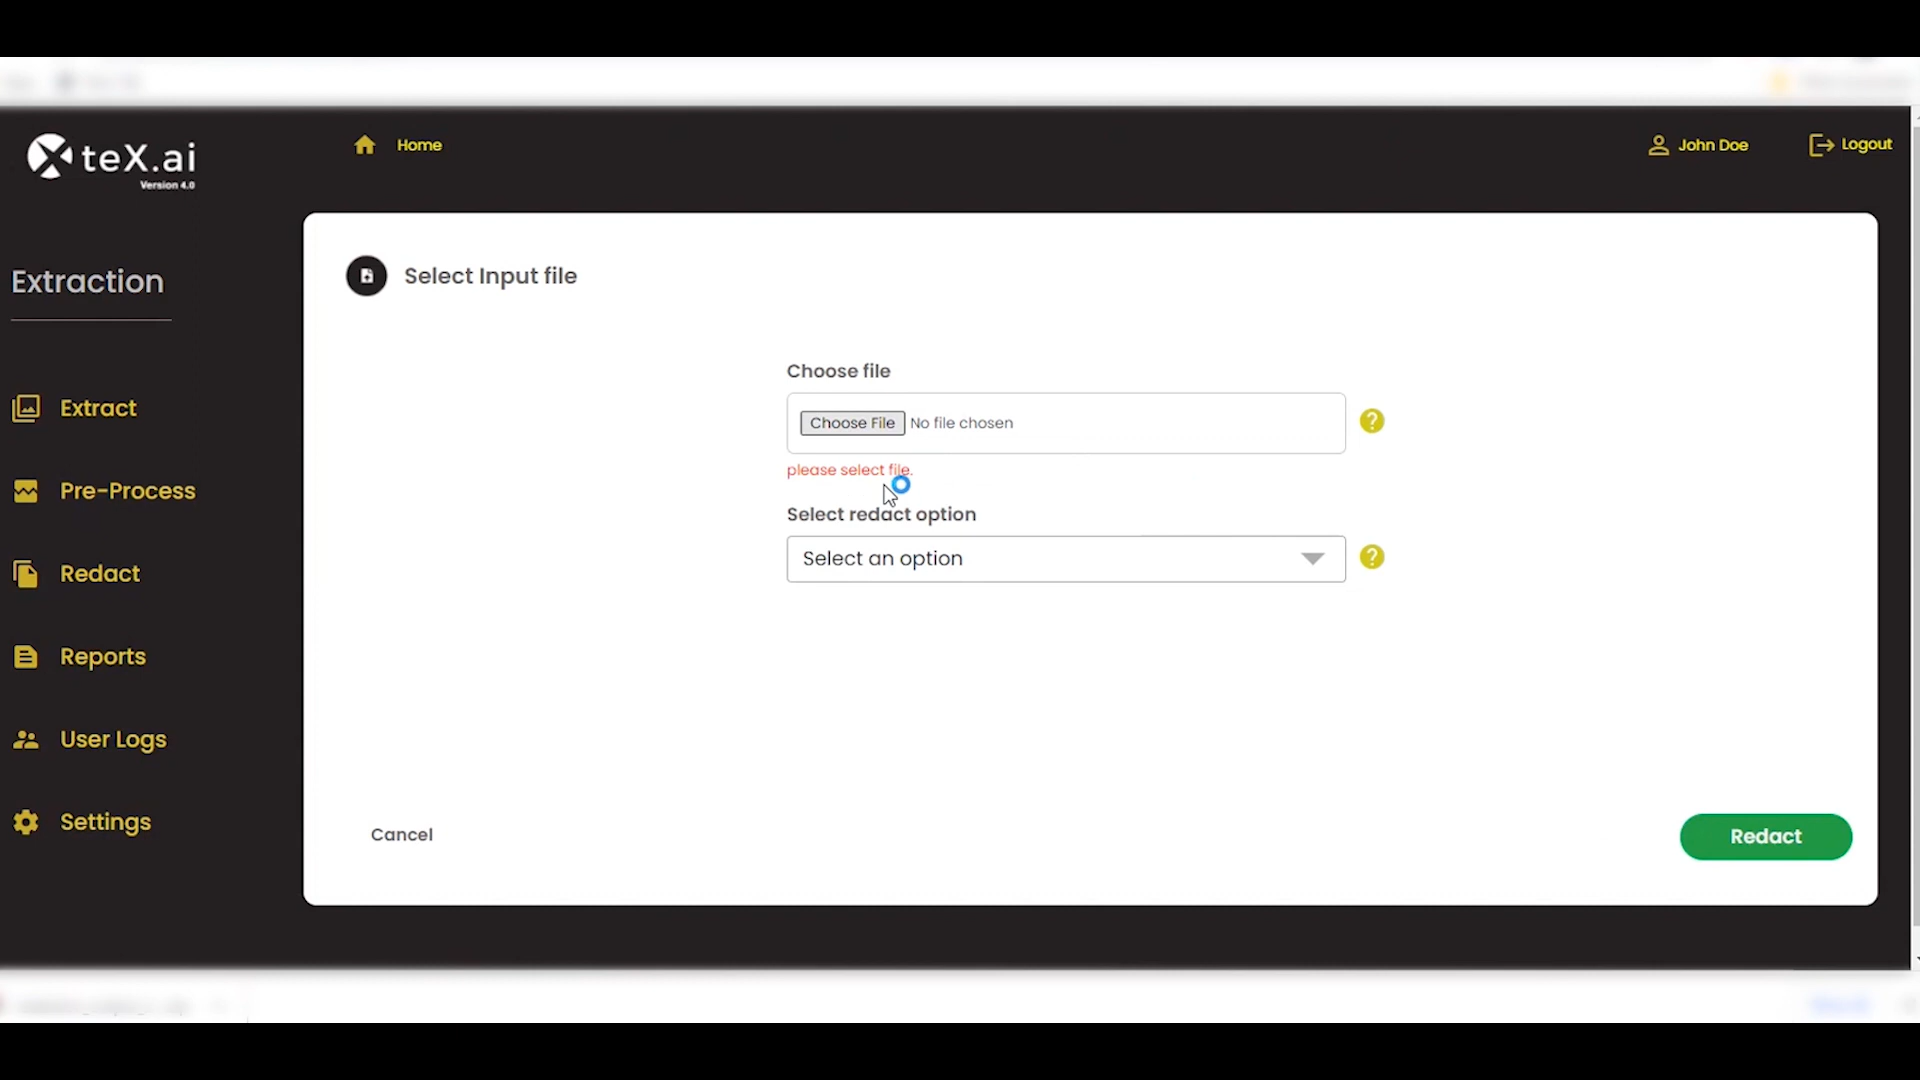 teX.ai
Version 4.0
Home
John Doe
Logout
Extraction
Extract
Pre-Process
Redact
Reports
User Logs
Settings
Select Input file
Choose file
Choose File No file chosen
?
please select file.
Select redact option
Select an option
?
Cancel
Redact